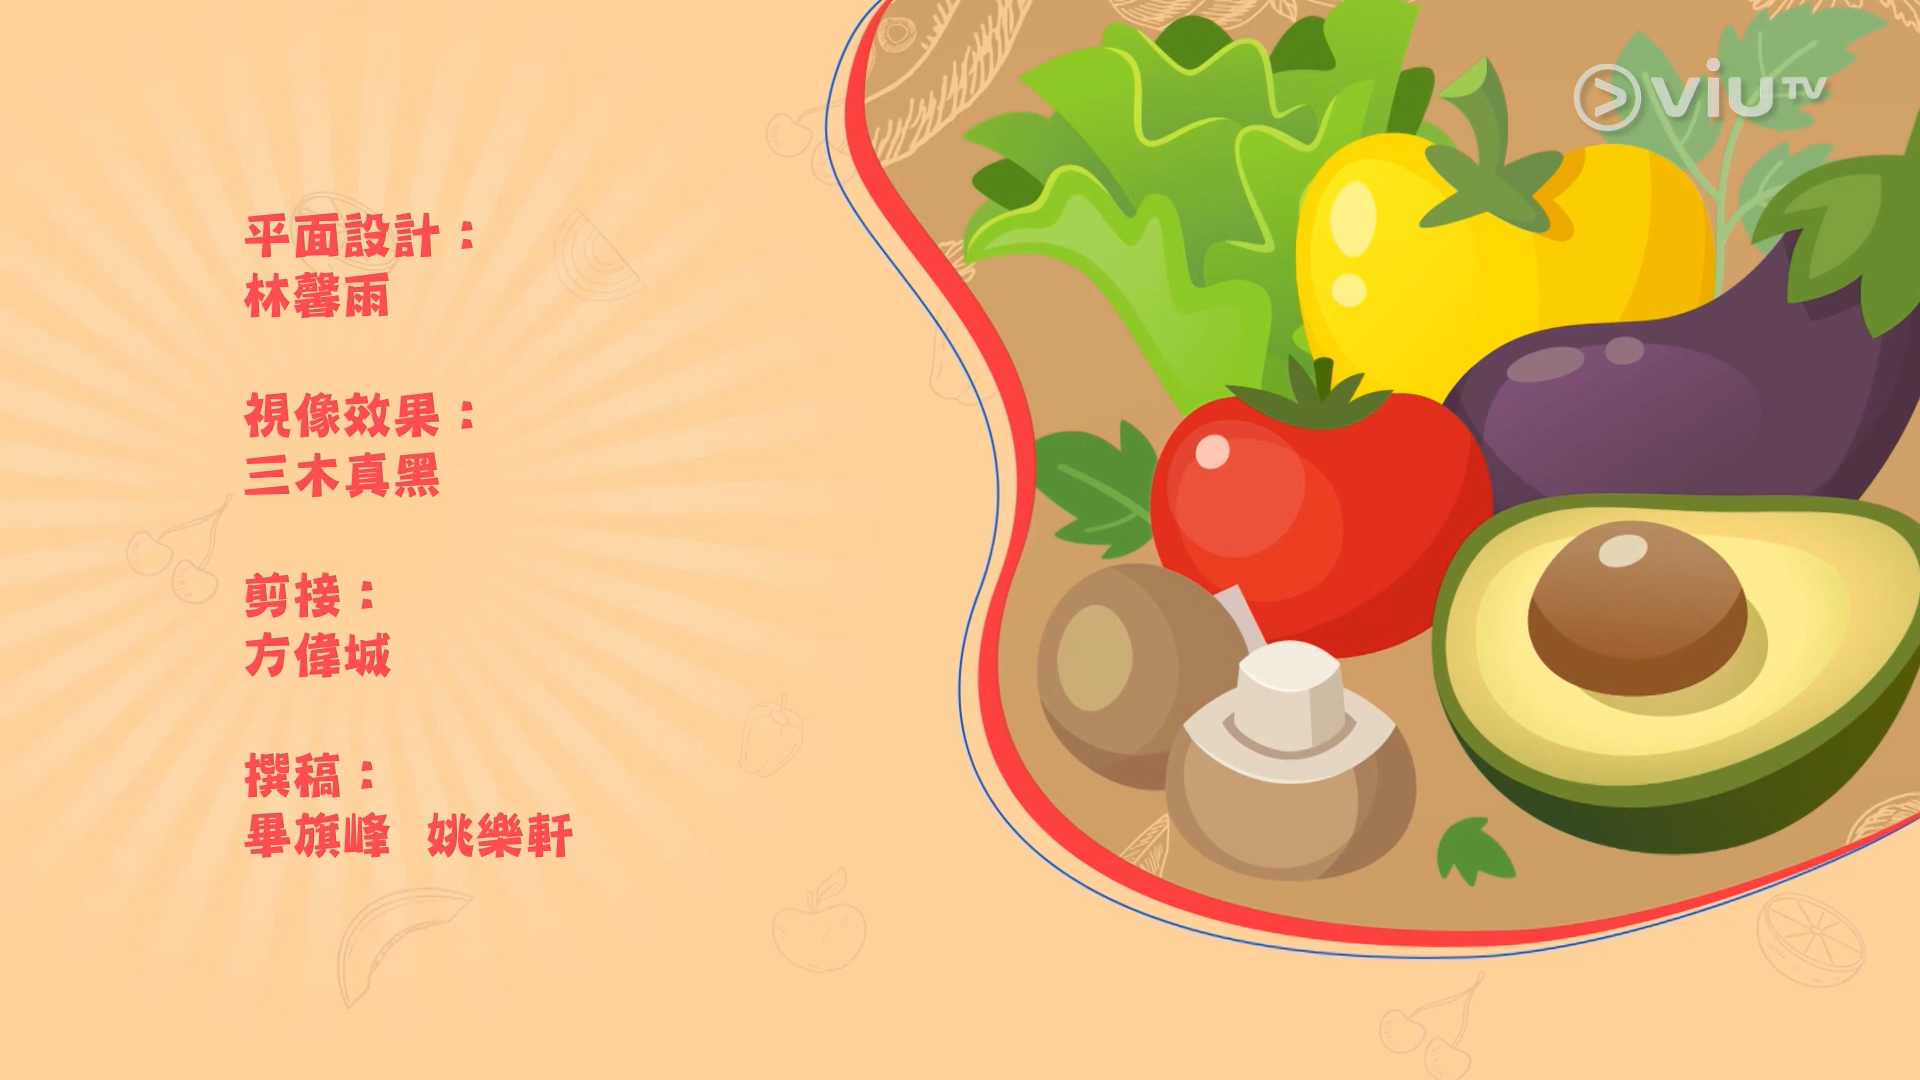 viuTV
平面設計：
林馨雨
視像效果：
三木真黑
剪接：
方偉城
撰稿：
畢旗峰 姚樂軒